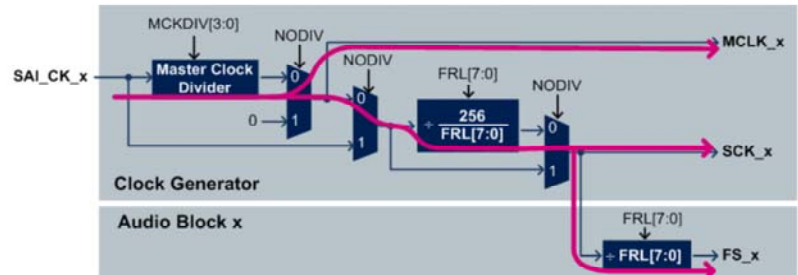 MCKDIV[3:0]
NODIV
NODIV
FRL[7:0]
NODIV
MCLK_x
SAI_CK_x
Master Clock
Divider
0
0
1
0
1
÷ 256
FRL[7:0]
0
1
SCK_x
Clock Generator
Audio Block x
FRL[7:0]
÷ FRL[7:0]
FS_x